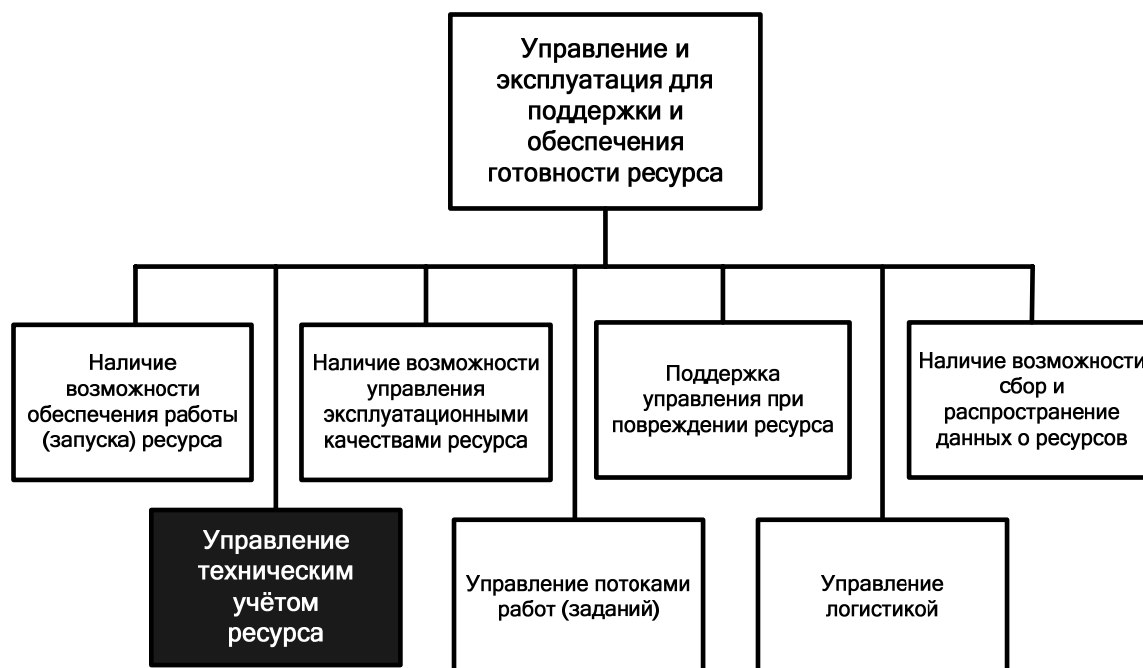 Управление и
эксплуатация для
поддержки и
обеспечения
готовности ресурса
Наличие
возможности
обеспечения работы
(запуска) ресурса
Наличие возможности
управления
эксплуатационными
качествами ресурса
Поддержка
управления при
повреждении ресурса
Наличие возможности
сбор и
распространение
данных о ресурсов
Управление
техническим
учётом
ресурса
Управление потоками
работ (заданий)
Управление
логистикой